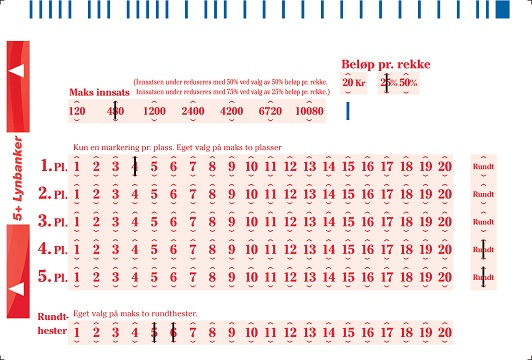 Beløp pr. rekke
(Innsatsen under reduseres med 50% ved valg av 50% beløp pr. rekke.
Maks innsats Innsatsen under reduseres med 75% ved valg av 25% beløp pr. rekke.)
20 Kr 25% 50%
120 480 1200 2400 4200 6720 10080
5+ Lynbanker
Kun en markering pr. plass. Eget valg på maks to plasser
1. Pl. 1 2 3 4 5 6 7 8 9 10 11 12 13 14 15 16 17 18 19 20 Rundt
2. Pl. 1 2 3 4 5 6 7 8 9 10 11 12 13 14 15 16 17 18 19 20 Rundt
3. Pl. 1 2 3 4 5 6 7 8 9 10 11 12 13 14 15 16 17 18 19 20 Rundt
4. Pl. 1 2 3 4 5 6 7 8 9 10 11 12 13 14 15 16 17 18 19 20 Rundt
5. Pl. 1 2 3 4 5 6 7 8 9 10 11 12 13 14 15 16 17 18 19 20 Rundt
Eget valg på maks to rundthester.
Rundt-
hester 1 2 3 4 5 6 7 8 9 10 11 12 13 14 15 16 17 18 19 20